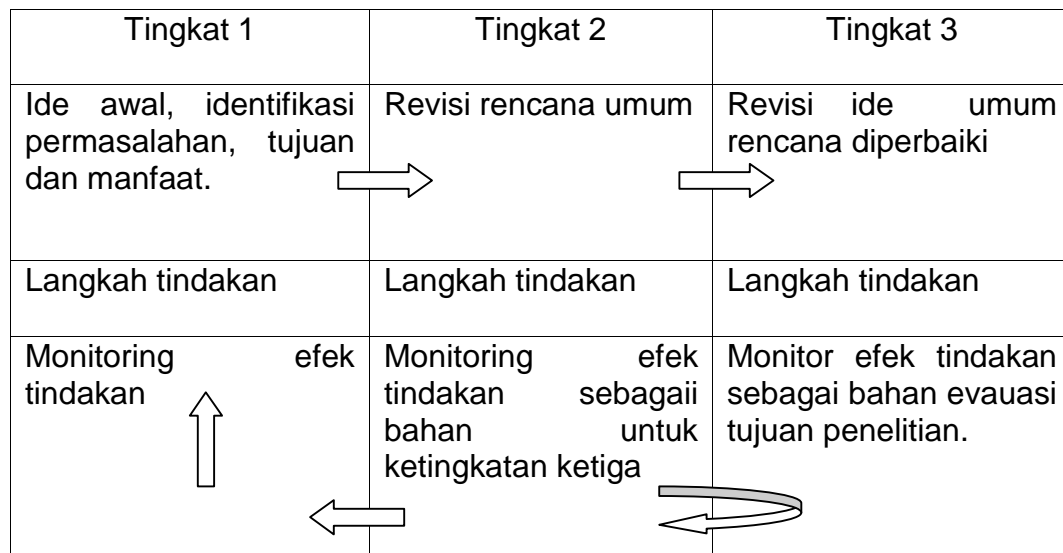 Tingkat 1
Tingkat 2
Tingkat 3
Ide awal, identifikasi
permasalahan, tujuan
dan manfaat.
Revisi rencana umum
Revisi ide umum
rencana diperbaiki
Langkah tindakan
Langkah tindakan
Langkah tindakan
Monitoring efek
tindakan
Monitoring efek
tindakan sebagaii
bahan untuk
ketingkatan ketiga
Monitor efek tindakan
sebagai bahan evauasi
tujuan penelitian.